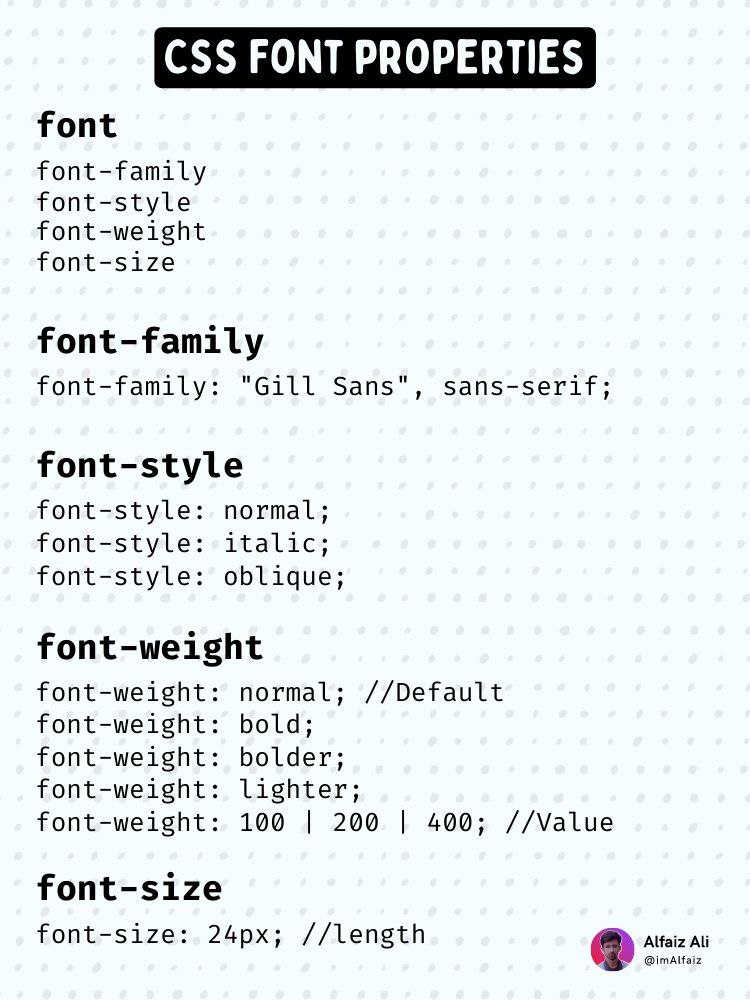 CSS FONT PROPERTIES
font
font-family
font-style
font-weight
font-size
font-family
font-family: "Gill Sans", sans-serif;
font-style
font-style: normal;
font-style: italic;
font-style: oblique;
font-weight
font-weight: normal; //Default
font-weight: bold;
font-weight: bolder;
font-weight: lighter;
font-weight: 100 | 200 | 400; //Value
font-size
font-size: 24px; //length
Alfaiz Ali
@imAlfaiz